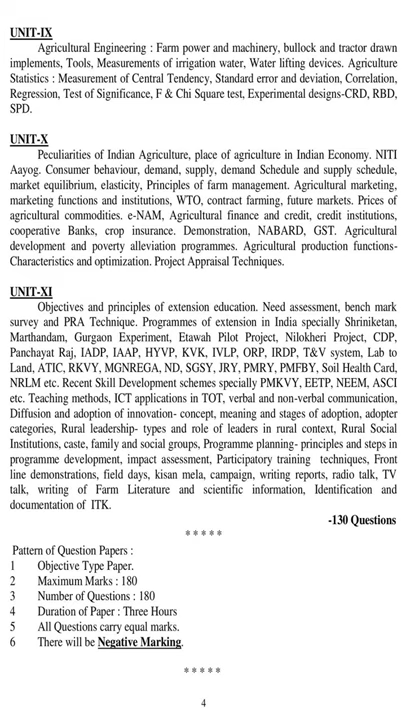 UNIT-IX
Agricultural Engineering : Farm power and machinery, bullock and tractor drawn
implements, Tools, Measurements of irrigation water, Water lifting devices. Agriculture
Statistics : Measurement of Central Tendency, Standard error and deviation, Correlation,
Regression, Test of Significance, F & Chi Square test, Experimental designs-CRD, RBD,
SPD.
UNIT-X
Peculiarities of Indian Agriculture, place of agriculture in Indian Economy. NITI
Aayog. Consumer behaviour, demand, supply, demand Schedule and supply schedule,
market equilibrium, elasticity, Principles of farm management. Agricultural marketing,
marketing functions and institutions, WTO, contract farming, future markets. Prices of
agricultural commodities. e-NAM, Agricultural finance and credit, credit institutions,
cooperative Banks, crop insurance. Demonstration, NABARD, GST. Agricultural
development and poverty alleviation programmes. Agricultural production functions-
Characteristics and optimization. Project Appraisal Techniques.
UNIT-XI
Objectives and principles of extension education. Need assessment, bench mark
survey and PRA Technique. Programmes of extension in India specially Shriniketan,
Marthandam, Gurgaon Experiment, Etawah Pilot Project, Nilokheri Project, CDP,
Panchayat Raj, IADP, IAAP, HYVP, KVK, IVLP, ORP, IRDP, T&V system, Lab to
Land, ATIC, RKVY, MGNREGA, ND, SGSY, JRY, PMRY, PMFBY, Soil Health Card,
NRLM etc. Recent Skill Development schemes specially PMKVY, EETP, NEEM, ASCI
etc. Teaching methods, ICT applications in TOT, verbal and non-verbal communication,
Diffusion and adoption of innovation- concept, meaning and stages of adoption, adopter
categories, Rural leadership- types and role of leaders in rural context, Rural Social
Institutions, caste, family and social groups, Programme planning- principles and steps in
programme development, impact assessment, Participatory training techniques, Front
line demonstrations, field days, kisan mela, campaign, writing reports, radio talk, TV
talk, writing of Farm Literature and scientific information, Identification and
documentation of ITK.
-130 Questions
* * * * *
Pattern of Question Papers :
1 Objective Type Paper.
2 Maximum Marks : 180
3 Number of Questions : 180
4 Duration of Paper : Three Hours
5 All Questions carry equal marks.
6 There will be Negative Marking.
* * * * *
4